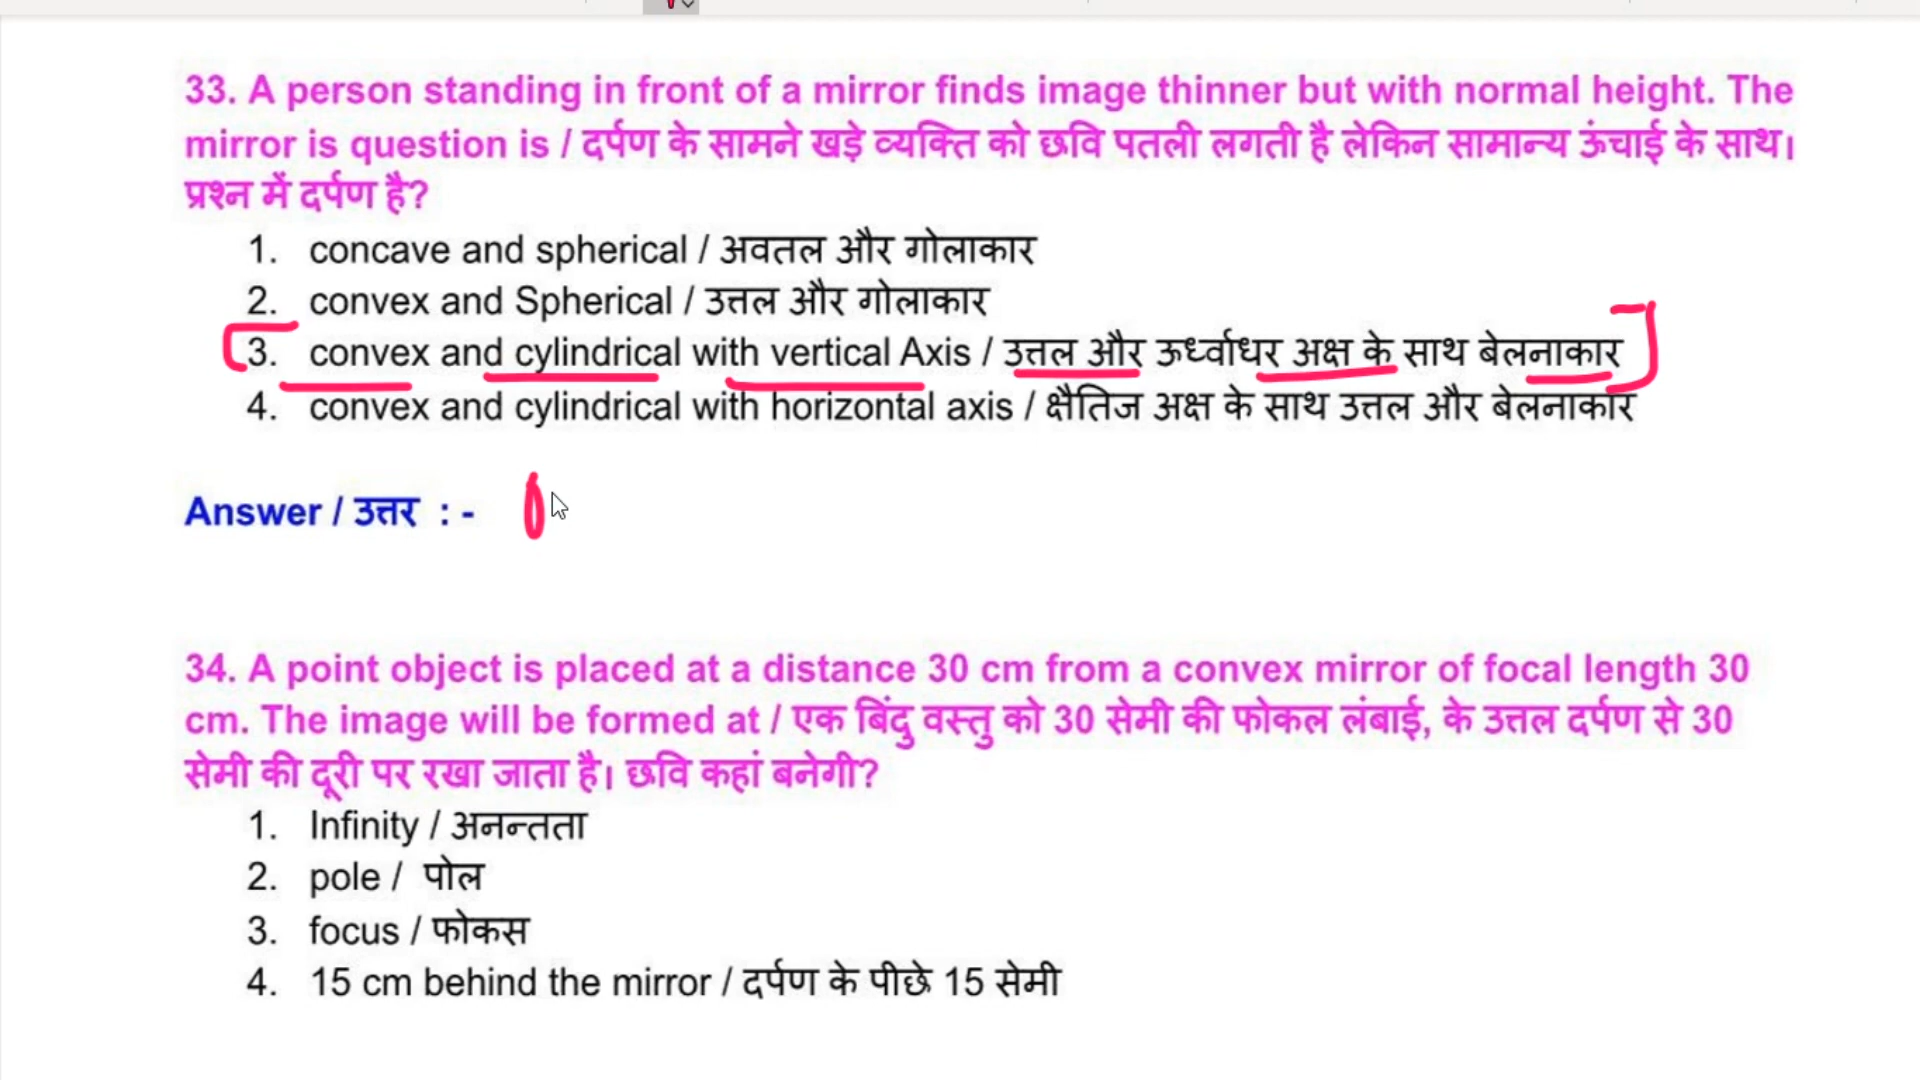 33. A person standing in front of a mirror finds image thinner but with normal height. The
mirror is question is / दर्पण के सामने खड़े व्यक्ति को छवि पतली लगती है लेकिन सामान्य ऊंचाई के साथ।
प्रश्न में दर्पण है?
1. concave and spherical / अवतल और गोलाकार
2. convex and Spherical / उत्तल और गोलाकार
3. convex and cylindrical with vertical Axis / उत्तल और ऊर्ध्वाधर अक्ष के साथ बेलनाकार
4. convex and cylindrical with horizontal axis / क्षैतिज अक्ष के साथ उत्तल और बेलनाकार
Answer / उत्तर : -
34. A point object is placed at a distance 30 cm from a convex mirror of focal length 30
cm. The image will be formed at / एक बिंदु वस्तु को 30 सेमी की फोकल लंबाई, के उत्तल दर्पण से 30
सेमी की दूरी पर रखा जाता है। छवि कहां बनेगी?
1. Infinity / अनन्तता
2. pole / पोल
3. focus / फोकस
4. 15 cm behind the mirror / दर्पण के पीछे 15 सेमी